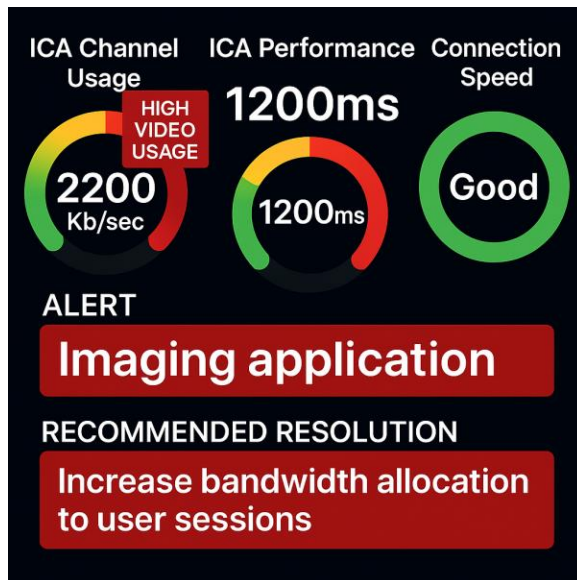 ICA Channel
Usage
HIGH
VIDEO
USAGE
2200
Kb/sec
ICA Performance
1200ms
1200ms
Connection
Speed
Good
ALERT
Imaging application
RECOMMENDED RESOLUTION
Increase bandwidth allocation
to user sessions